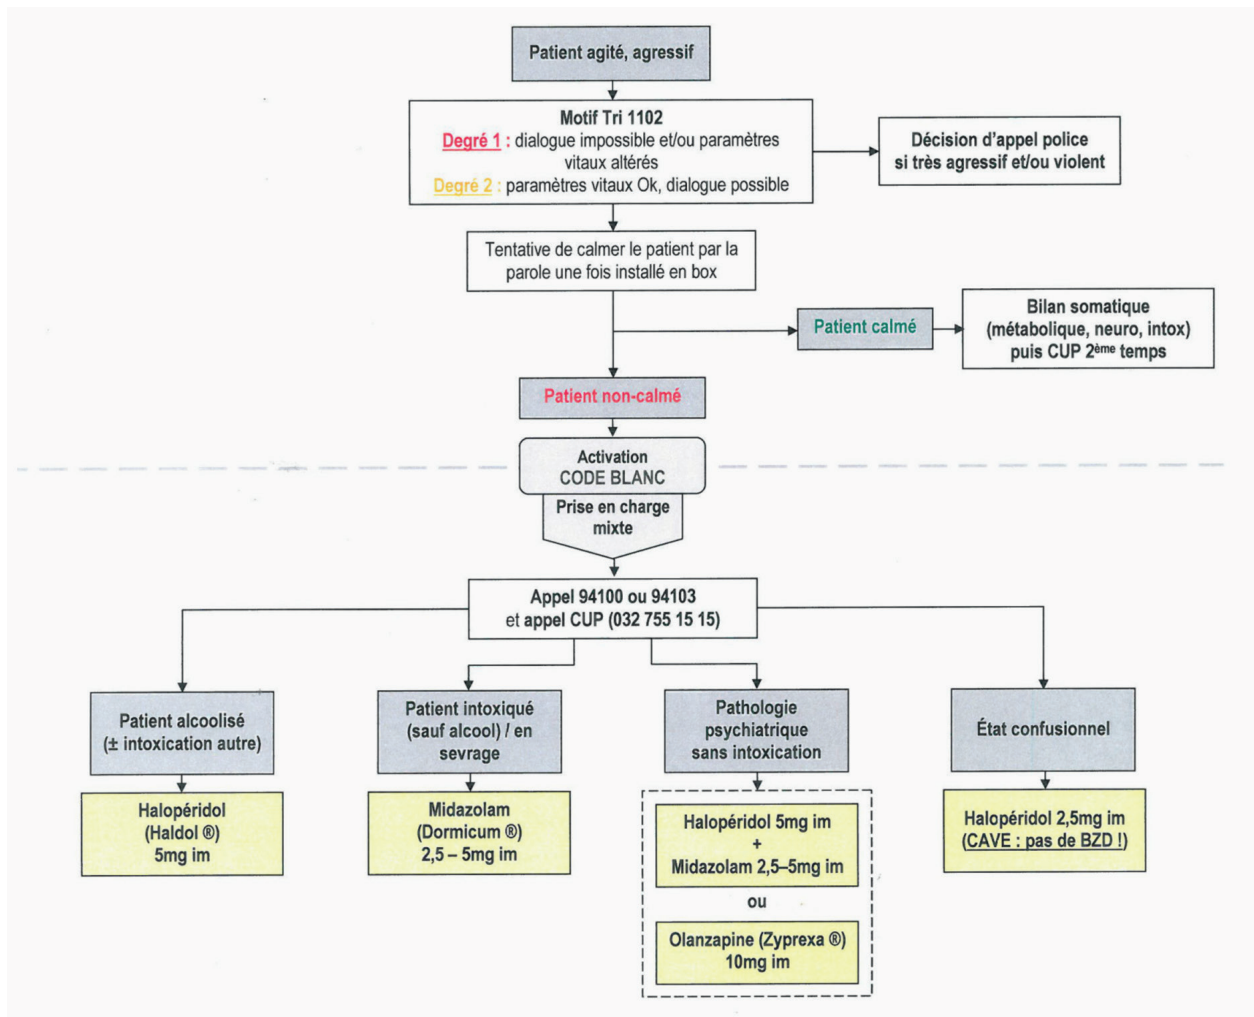 Patient agité, agressif
Motif Tri 1102
Degré 1 : dialogue impossible et/ou paramètres
vitaux altérés
Degré 2 : paramètres vitaux Ok, dialogue possible
Décision d'appel police
si très agressif et/ou violent
Tentative de calmer le patient par la
parole une fois installé en box
Patient calmé
Bilan somatique
(métabolique, neuro, intox)
puis CUP 2ème temps
Patient non-calmé
Activation
CODE BLANC
Prise en charge
mixte
Appel 94100 ou 94103
et appel CUP (032 755 15 15)
Patient alcoolisé
(± intoxication autre)
Patient intoxiqué
(sauf alcool) / en
sevrage
Pathologie
psychiatrique
sans intoxication
État confusionnel
Halopéridol
(Haldol ®)
5mg im
Midazolam
(Dormicum ®)
2,5 – 5mg im
Halopéridol 5mg im
+
Midazolam 2,5–5mg im
ou
Olanzapine (Zyprexa ®)
10mg im
Halopéridol 2,5mg im
(CAVE : pas de BZD !)